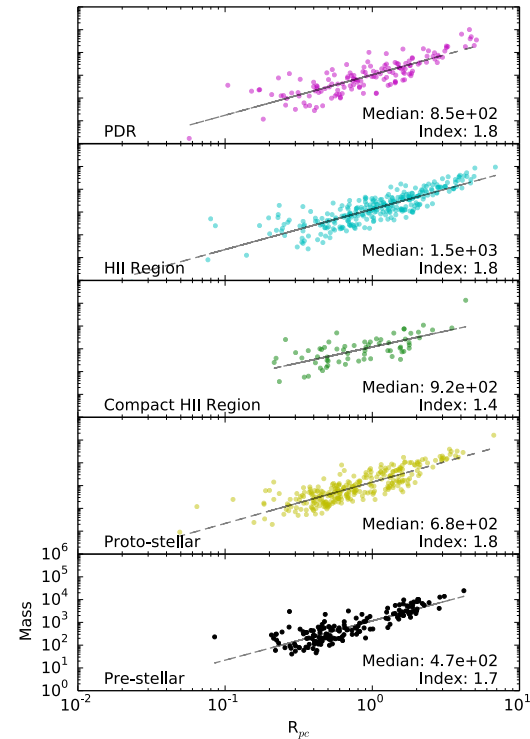 Median: 8.5e+02
PDR
Index: 1.8
Median: 1.5e+03
HII Region
Index: 1.8
Median: 9.2e+02
Compact HII Region
Index: 1.4
Median: 6.8e+02
Proto-stellar
Index: 1.8
10^6
10^5
10^4
10^3
10^2
10^1
10^0
Mass
Median: 4.7e+02
Pre-stellar
Index: 1.7
10^-2 10^-1 10^0 10^1
R_pc